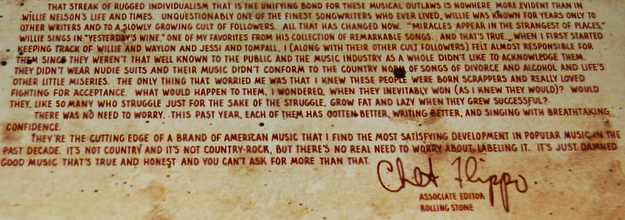 THAT STREAK OF RUGGED INDIVIDUALISM THAT IS THE UNIFYING BOND FOR THESE MUSICAL OUTLAWS IS NOWHERE MORE EVIDENT THAN IN
WILLIE NELSON'S LIFE AND TIMES. UNQUESTIONABLY ONE OF THE FINEST SONGWRITERS WHO EVER LIVED, WILLIE WAS KNOWN FOR YEARS ONLY TO
OTHER WRITERS AND TO A SLOWLY GROWING CULT OF FOLLOWERS. ALL THAT HAS CHANGED NOW. "MIRACLES APPEAR IN THE STRANGEST OF PLACES,"
WILLIE SINGS IN "YESTERDAY'S WINE," ONE OF MY FAVORITES FROM HIS COLLECTION OF REMARKABLE SONGS. AND THAT'S TRUE. WHEN I FIRST STARTED
KEEPING TRACK OF WILLIE AND WAYLON AND JESSI AND TOMPALL, I (ALONG WITH THEIR OTHER CULT FOLLOWERS) FELT ALMOST RESPONSIBLE FOR
THEM SINCE THEY WEREN'T THAT WELL KNOWN TO THE PUBLIC AND THE MUSIC INDUSTRY AS A WHOLE DIDN'T LIKE TO ACKNOWLEDGE THEM.
THEY DIDN'T WEAR NUDIE SUITS AND THEIR MUSIC DIDN'T CONFORM TO THE COUNTRY NORM OF SONGS OF DIVORCE AND ALCOHOL AND LIFE'S
OTHER LITTLE MISERIES. THE ONLY THING THAT WORRIED ME WAS THAT I KNEW THESE PEOPLE WERE BORN SCRAPPERS AND REALLY LOVED
FIGHTING FOR ACCEPTANCE. WHAT WOULD HAPPEN TO THEM, I WONDERED, WHEN THEY INEVITABLY WON (AS I KNEW THEY WOULD)? WOULD
THEY, LIKE SO MANY WHO STRUGGLE JUST FOR THE SAKE OF THE STRUGGLE, GROW FAT AND LAZY WHEN THEY GREW SUCCESSFUL?
THERE WAS NO NEED TO WORRY. THIS PAST YEAR, EACH OF THEM HAS GOTTEN BETTER, WRITING BETTER, AND SINGING WITH BREATHTAKING
CONFIDENCE.
THEY'RE THE CUTTING EDGE OF A BRAND OF AMERICAN MUSIC THAT I FIND THE MOST SATISFYING DEVELOPMENT IN POPULAR MUSIC IN THE
PAST DECADE. IT'S NOT COUNTRY AND IT'S NOT COUNTRY-ROCK, BUT THERE'S NO REAL NEED TO WORRY ABOUT LABELING IT. IT'S JUST DAMNED
GOOD MUSIC THAT'S TRUE AND HONEST AND YOU CAN'T ASK FOR MORE THAN THAT.
Chet Flippo
ASSOCIATE EDITOR
ROLLING STONE